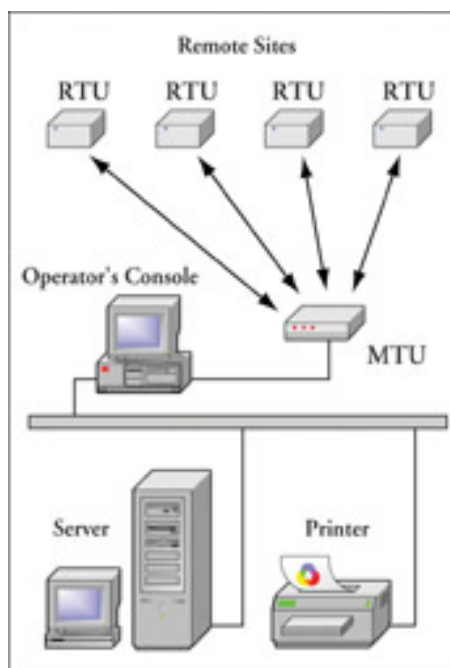 Remote Sites
RTU RTU RTU RTU
Operator's Console
MTU
Server
Printer